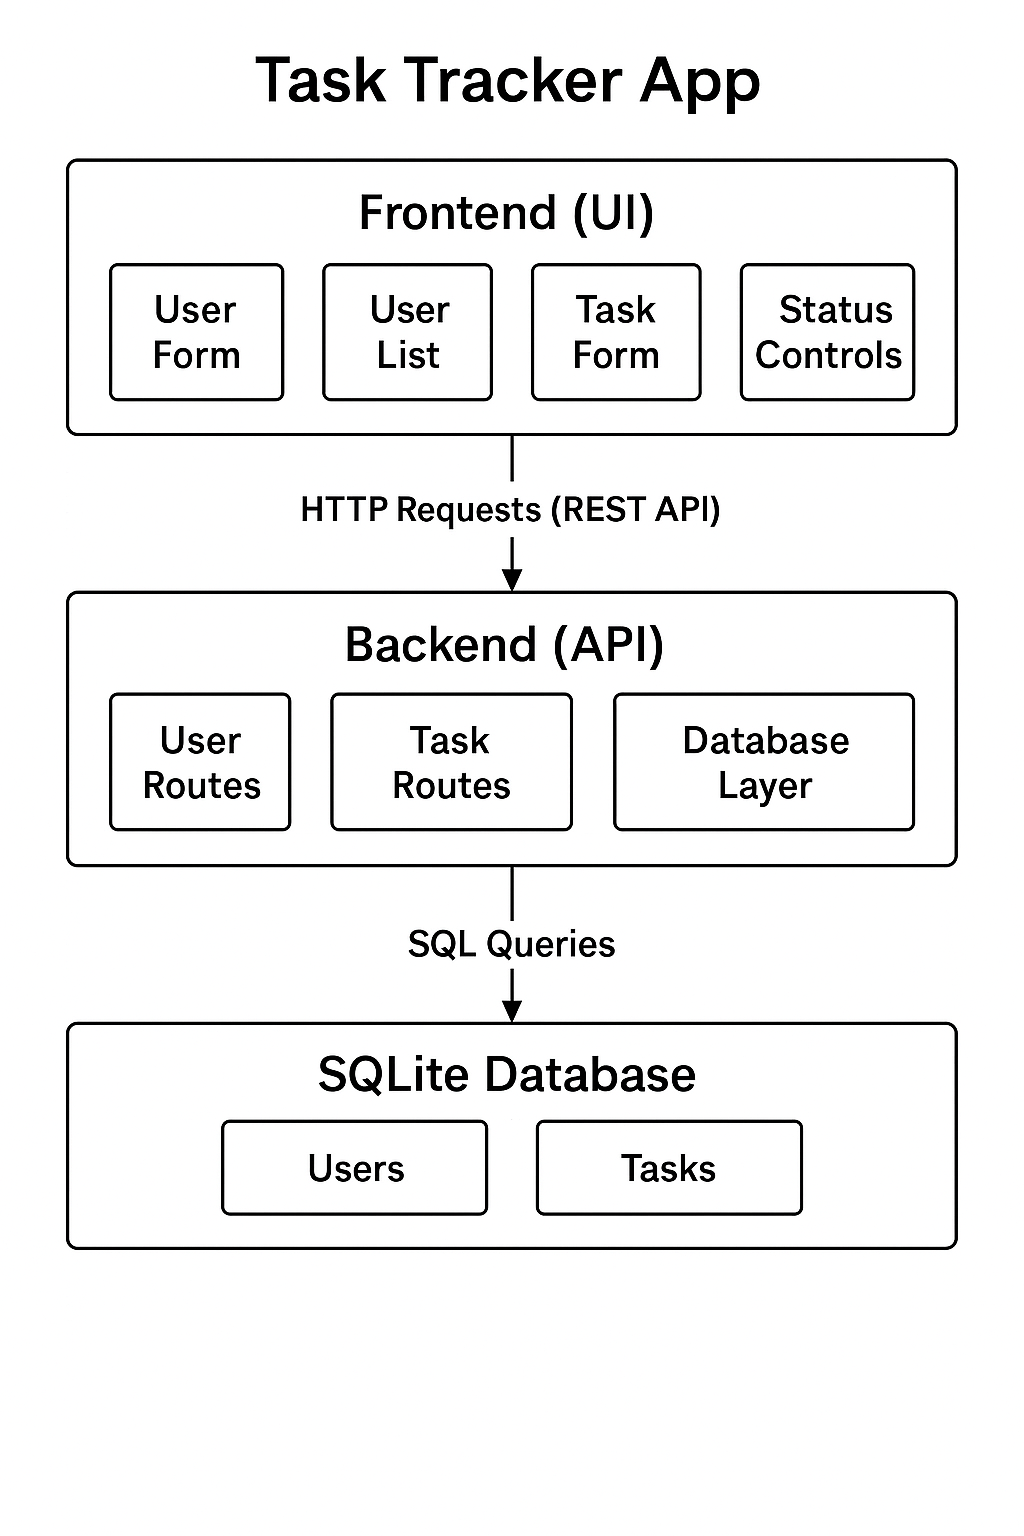 Task Tracker App
Frontend (UI)
User
Form
User
List
Task
Form
Status
Controls
HTTP Requests (REST API)
Backend (API)
User
Routes
Task
Routes
Database
Layer
SQL Queries
SQLite Database
Users
Tasks